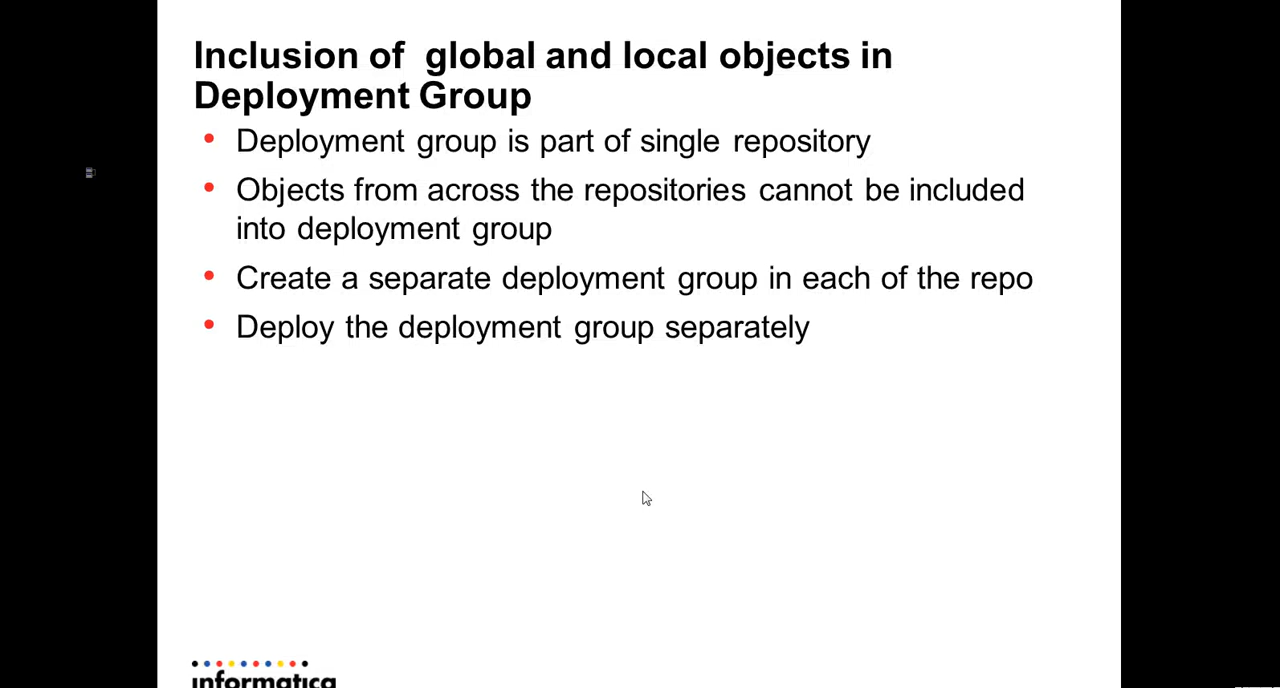 Inclusion of global and local objects in
Deployment Group
• Deployment group is part of single repository
• Objects from across the repositories cannot be included
into deployment group
• Create a separate deployment group in each of the repo
• Deploy the deployment group separately
informatica